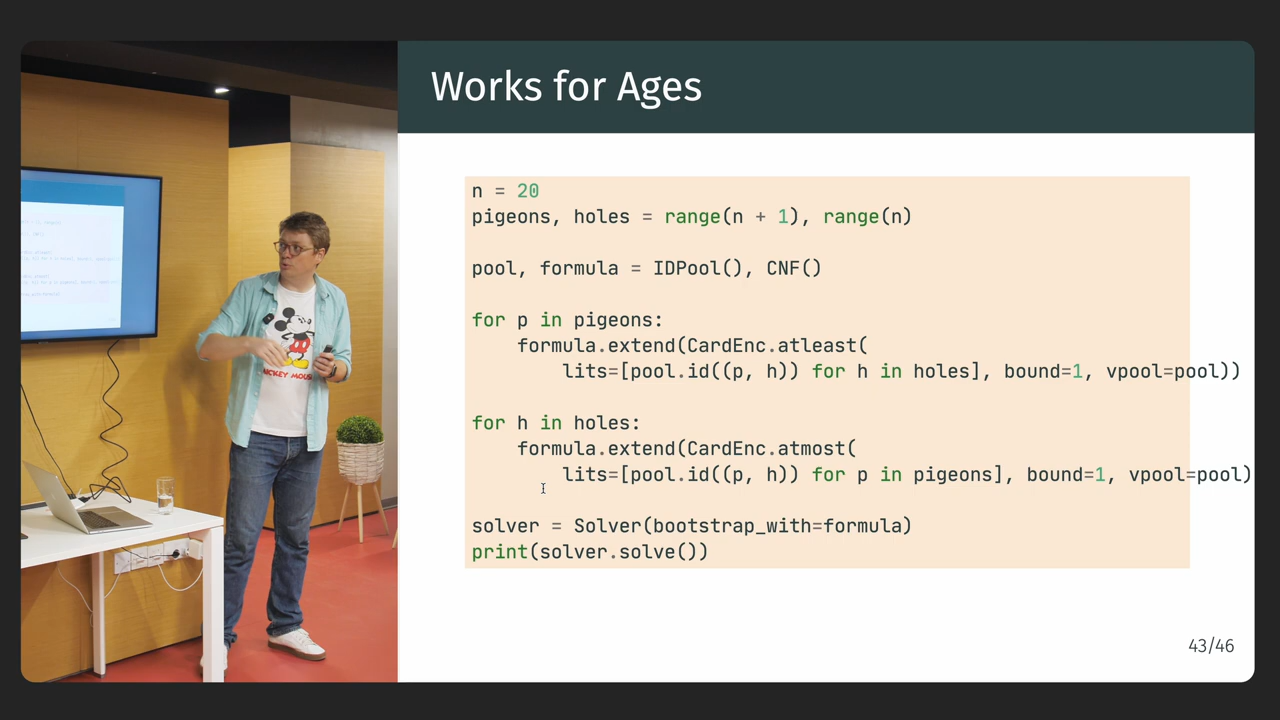 Works for Ages
n = 20
pigeons, holes = range(n + 1), range(n)
pool, formula = IDPool(), CNF()
for p in pigeons:
formula.extend(CardEnc.atleast(
lits=[pool.id((p, h)) for h in holes], bound=1, vpool=pool))
for h in holes:
formula.extend(CardEnc.atmost(
lits=[pool.id((p, h)) for p in pigeons], bound=1, vpool=pool)
solver = Solver(bootstrap_with=formula)
print(solver.solve())
43/46
MICKEY MOUS